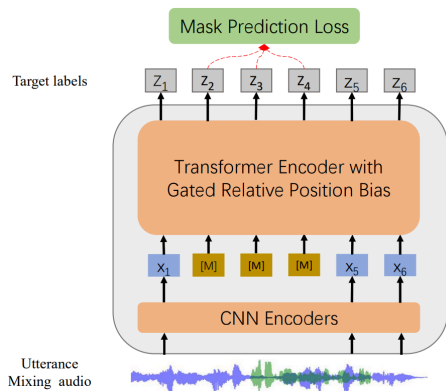 Mask Prediction Loss
Target labels
Z1 Z2 Z3 Z4 Z5 Z6
Transformer Encoder with
Gated Relative Position Bias
X1 [M] [M] [M] X5 X6
CNN Encoders
Utterance
Mixing audio